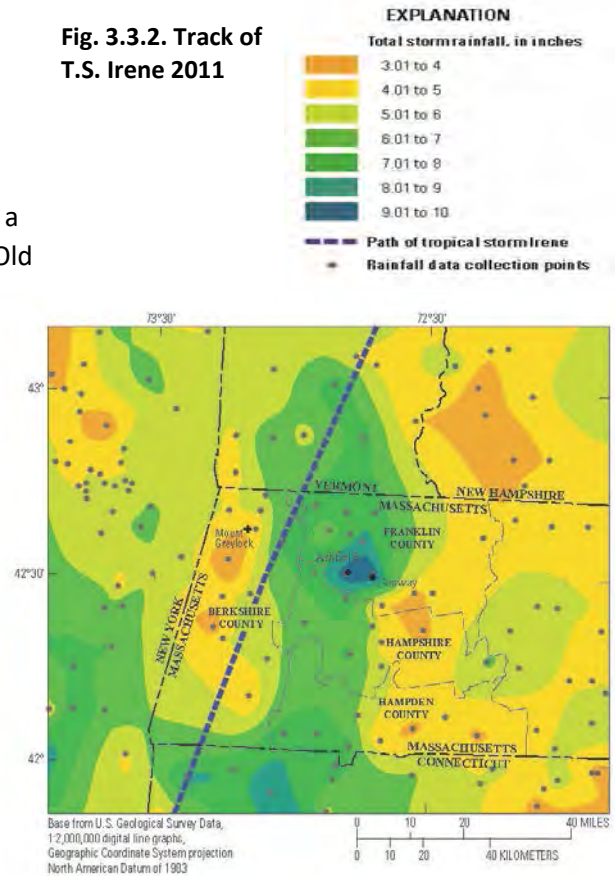 Fig. 3.3.2. Track of
T.S. Irene 2011
a
Old
EXPLANATION
Total storm rainfall, in inches
3.01 to 4
4.01 to 5
5.01 to 6
6.01 to 7
7.01 to 8
8.01 to 9
9.01 to 10
Path of tropical storm Irene
Rainfall data collection points
73°30'
72°30'
43°
42°30'
42°
VERMONT
MASSACHUSETTS
NEW HAMPSHIRE
FRANKLIN
COUNTY
Mount
Greylock
Conway
BERKSHIRE
COUNTY
NEW YORK
MASSACHUSETTS
HAMPSHIRE
COUNTY
HAMPDEN
COUNTY
MASSACHUSETTS
CONNECTICUT
Base from U.S. Geological Survey Data,
1:2,000,000 digital line graphs,
Geographic Coordinate System projection
North American Datum of 1983
0 10 20 40 MILES
0 10 20 40 KILOMETERS